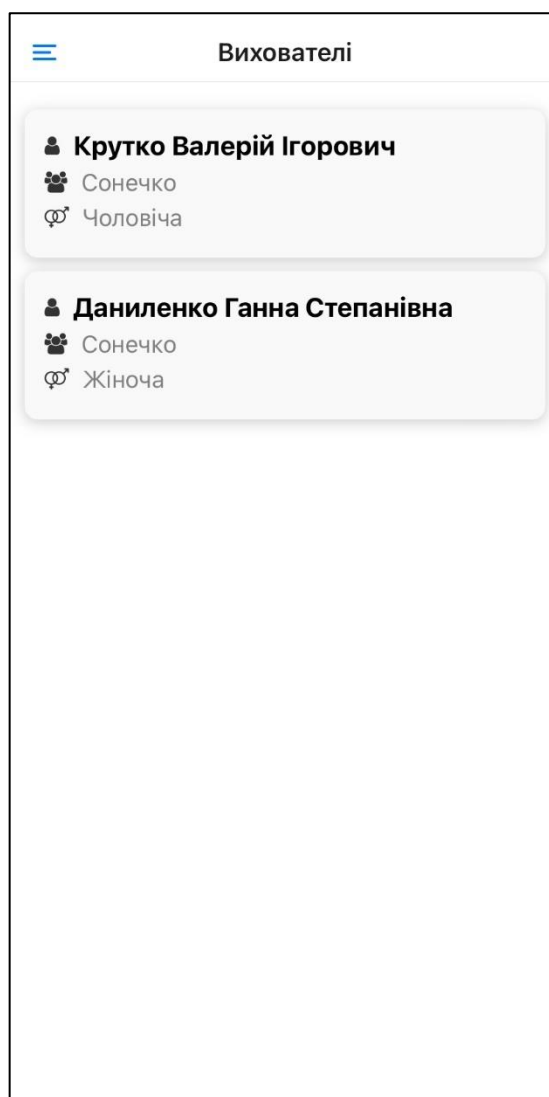 Вихователі
Крутко Валерій Ігорович
Сонечко
Чоловіча
Даниленко Ганна Степанівна
Сонечко
Жіноча